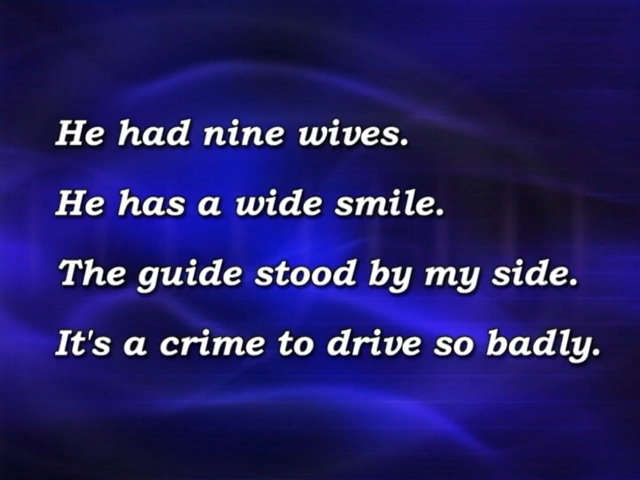 He had nine wives.
He has a wide smile.
The guide stood by my side.
It's a crime to drive so badly.